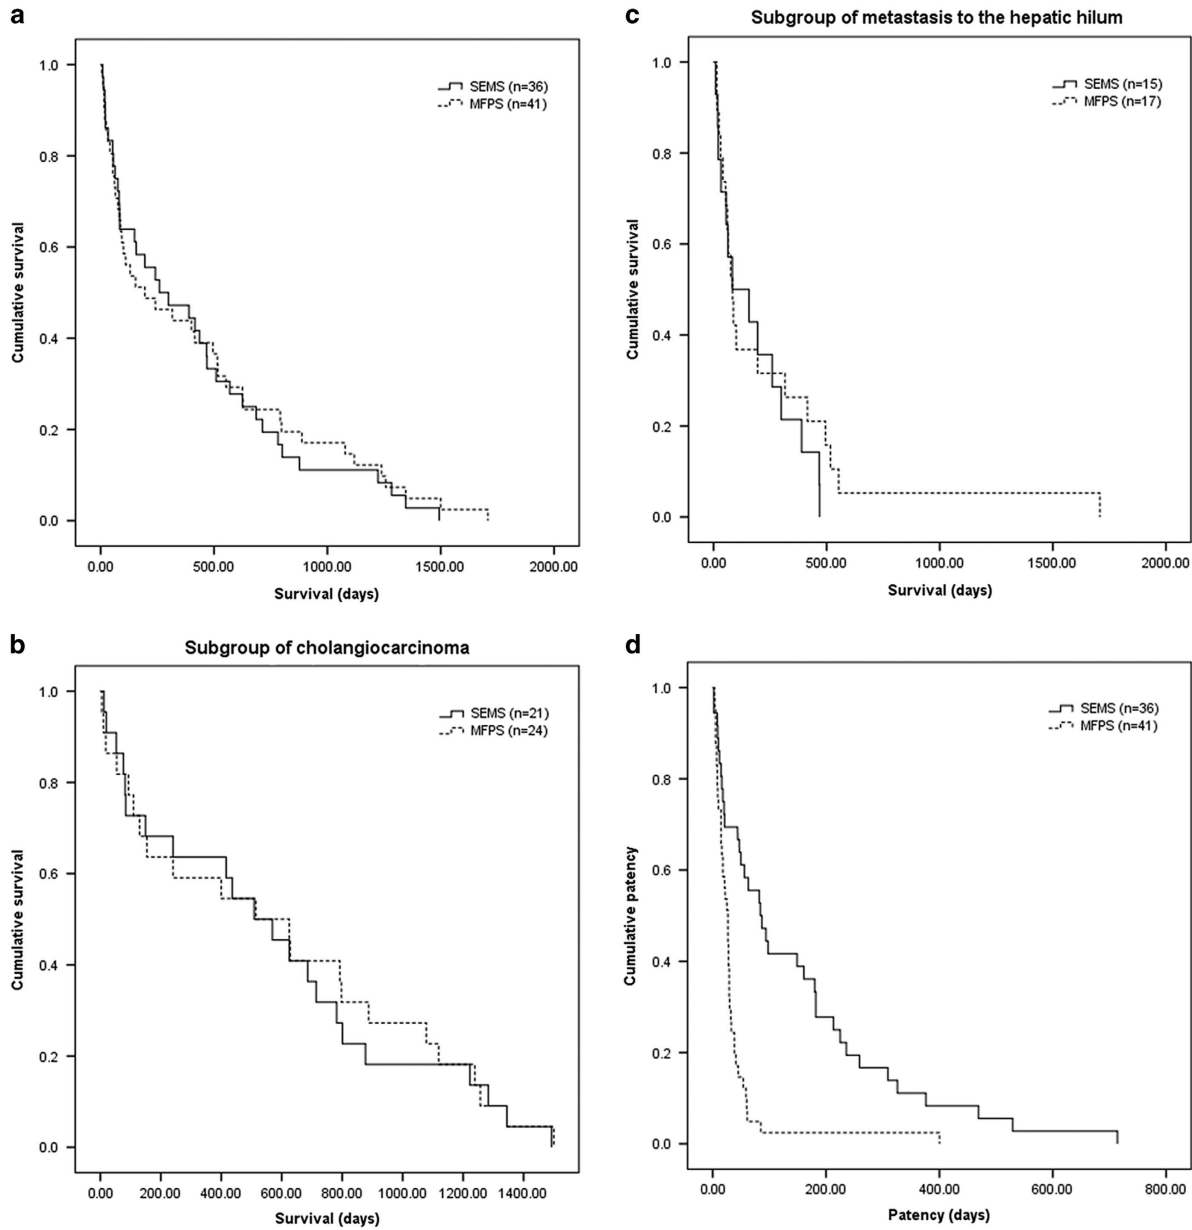 a
SEMS (n=36)
MFPS (n=41)
Cumulative survival
1.0
0.8
0.6
0.4
0.2
0.0
0.00 500.00 1000.00 1500.00 2000.00
Survival (days)
b
Subgroup of cholangiocarcinoma
SEMS (n=21)
MFPS (n=24)
Cumulative survival
1.0
0.8
0.6
0.4
0.2
0.0
0.00 200.00 400.00 600.00 800.00 1000.00 1200.00 1400.00
Survival (days)
c
Subgroup of metastasis to the hepatic hilum
SEMS (n=15)
MFPS (n=17)
Cumulative survival
1.0
0.8
0.6
0.4
0.2
0.0
0.00 500.00 1000.00 1500.00 2000.00
Survival (days)
d
SEMS (n=36)
MFPS (n=41)
Cumulative patency
1.0
0.8
0.6
0.4
0.2
0.0
0.00 200.00 400.00 600.00 800.00
Patency (days)